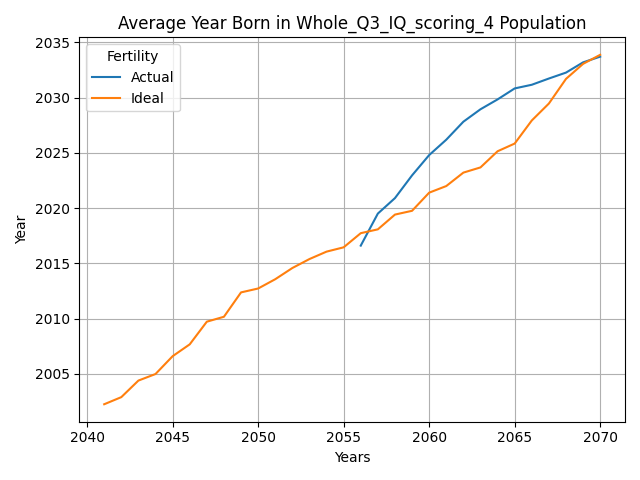 Average Year Born in Whole_Q3_IQ_scoring_4 Population
Fertility
Actual
Ideal
Year
2035
2030
2025
2020
2015
2010
2005
2040 2045 2050 2055 2060 2065 2070
Years